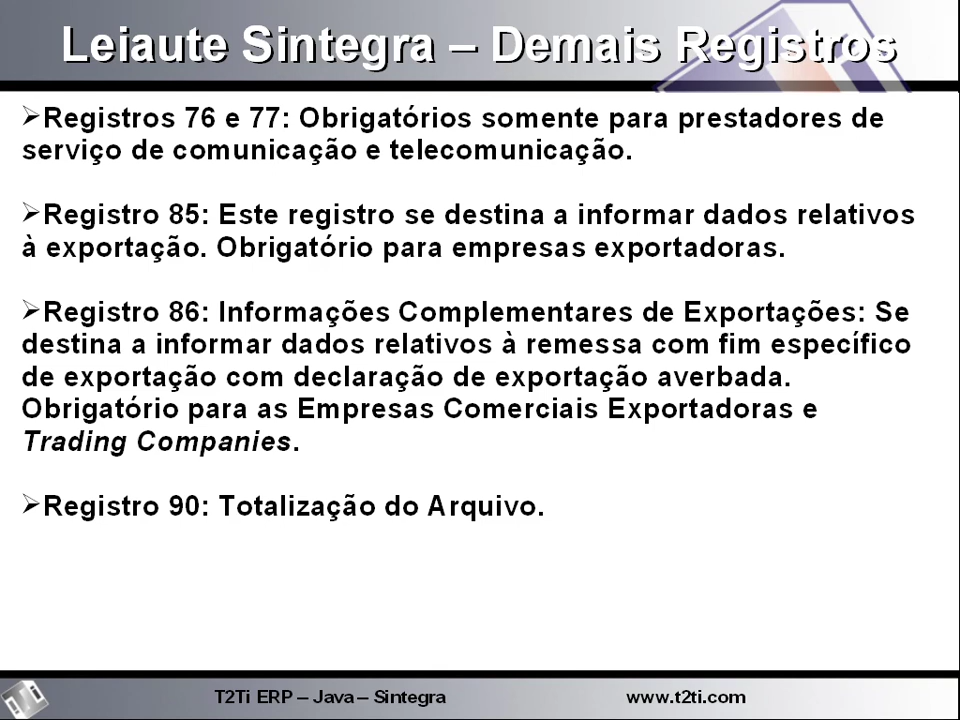 Leiaute Sintegra – Demais Registros
➢Registros 76 e 77: Obrigatórios somente para prestadores de
serviço de comunicação e telecomunicação.
➢Registro 85: Este registro se destina a informar dados relativos
à exportação. Obrigatório para empresas exportadoras.
➢Registro 86: Informações Complementares de Exportações: Se
destina a informar dados relativos à remessa com fim específico
de exportação com declaração de exportação averbada.
Obrigatório para as Empresas Comerciais Exportadoras e
Trading Companies.
➢Registro 90: Totalização do Arquivo.
T2Ti ERP – Java – Sintegra www.t2ti.com